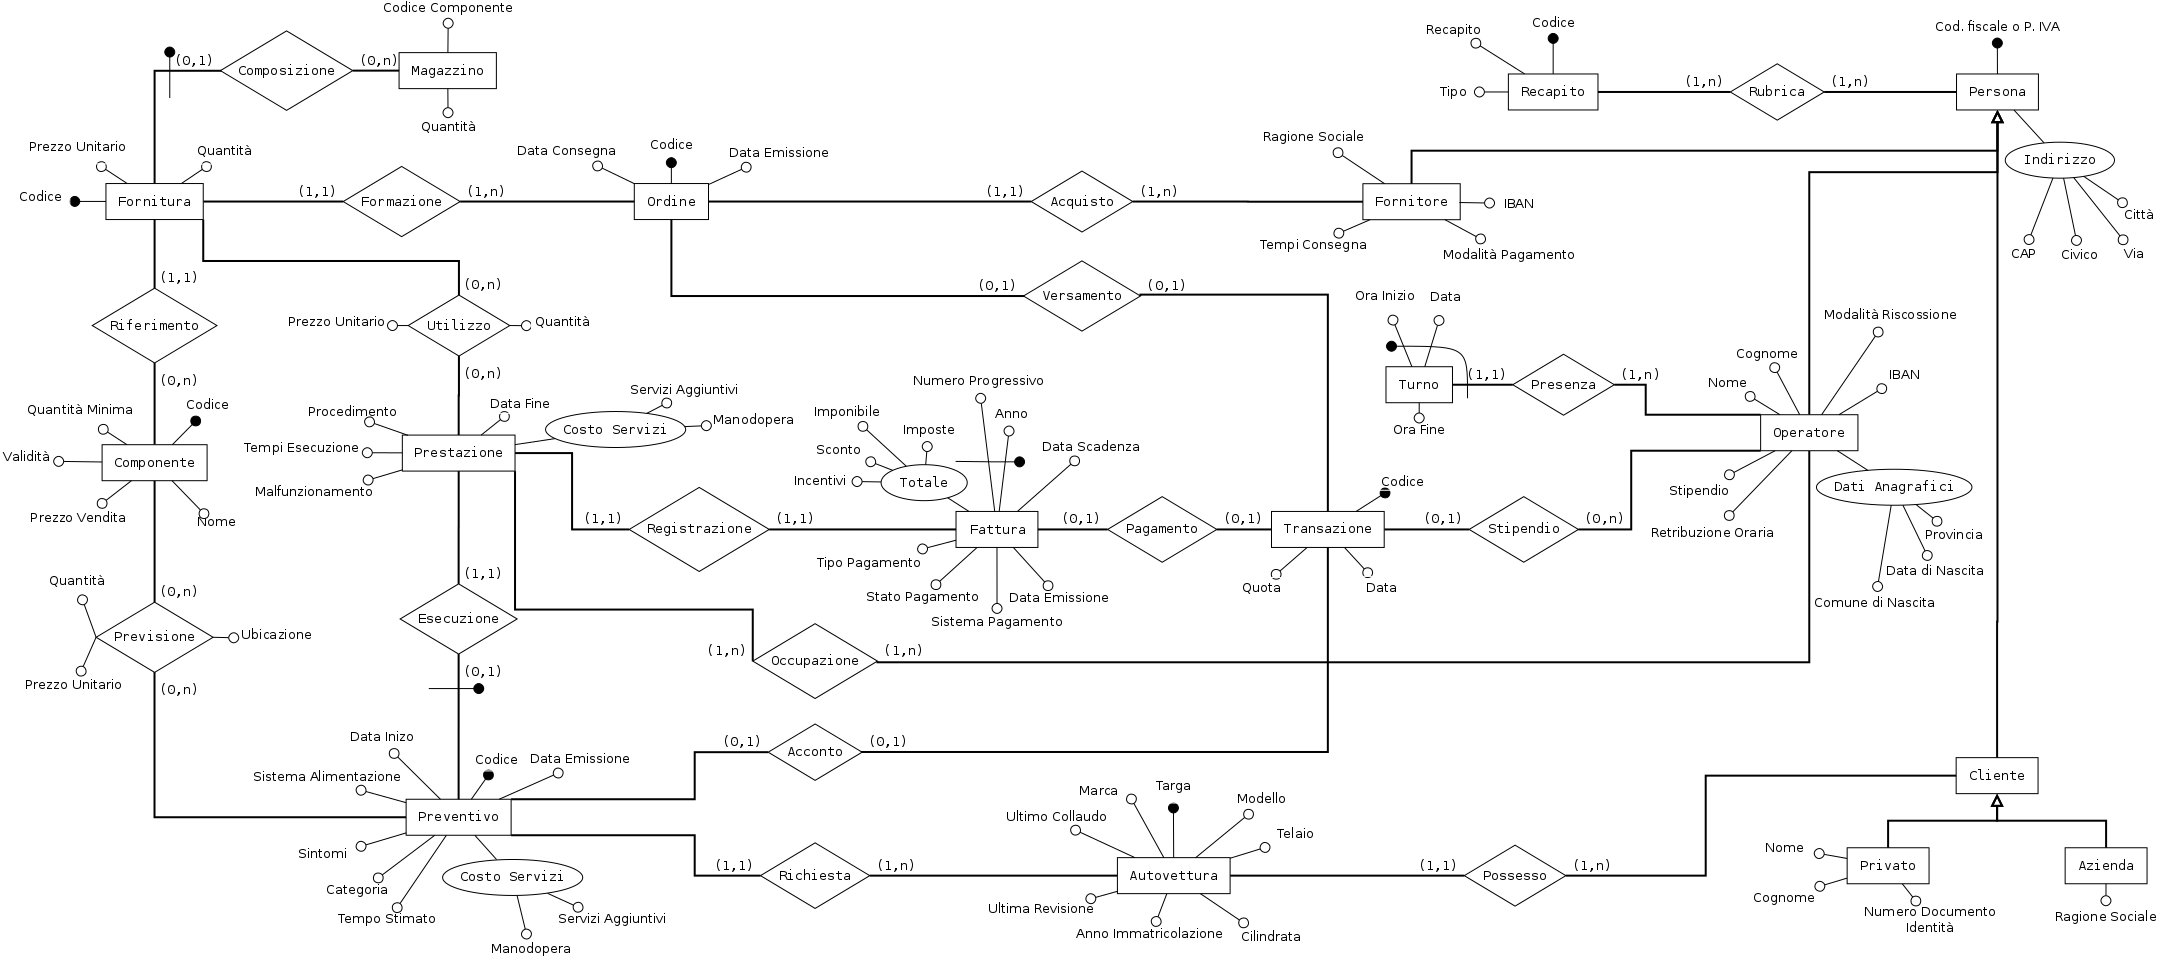 Codice Componente
Composizione
(0,1)
(0,n)
Magazzino
Quantità
Recapito
Codice
Tipo
Recapito
(1,n)
Rubrica
(1,n)
Cod. fiscale o P. IVA
Persona
Indirizzo
CAP
Civico
Via
Città
Prezzo Unitario
Quantità
Codice
Fornitura
(1,1)
Formazione
(1,n)
Data Consegna
Codice
Data Emissione
Ordine
(1,1)
Acquisto
(1,n)
Ragione Sociale
Fornitore
IBAN
Tempi Consegna
Modalità Pagamento
(1,1)
Riferimento
(0,n)
(0,n)
Prezzo Unitario
Utilizzo
Quantità
(0,n)
(0,1)
Versamento
(0,1)
Ora Inizio
Data
Turno
Ora Fine
(1,1)
Presenza
(1,n)
Modalità Riscossione
Cognome
Nome
IBAN
Operatore
Stipendio
Retribuzione Oraria
Dati Anagrafici
Provincia
Data di Nascita
Comune di Nascita
Quantità Minima
Codice
Validità
Componente
Prezzo Vendita
Nome
Procedimento
Data Fine
Tempi Esecuzione
Prestazione
Malfunzionamento
Servizi Aggiuntivi
Costo Servizi
Manodopera
Numero Progressivo
Imponibile
Anno
Imposte
Sconto
Data Scadenza
Incentivi
Totale
(1,1)
Registrazione
(1,1)
Fattura
Tipo Pagamento
Stato Pagamento
Data Emissione
Sistema Pagamento
(0,1)
Pagamento
(0,1)
Codice
Transazione
Quota
Data
(0,1)
Stipendio
(0,n)
(0,n)
Quantità
Previsione
Ubicazione
Prezzo Unitario
(0,n)
(1,1)
Esecuzione
(0,1)
(1,n)
Occupazione
(1,n)
(0,1)
Acconto
(0,1)
Data Inizo
Codice
Data Emissione
Sistema Alimentazione
Preventivo
Sintomi
Categoria
Tempo Stimato
Costo Servizi
Servizi Aggiuntivi
Manodopera
(1,1)
Richiesta
(1,n)
Marca
Targa
Modello
Ultimo Collaudo
Telaio
Autovettura
Ultima Revisione
Anno Immatricolazione
Cilindrata
(1,1)
Possesso
(1,n)
Cliente
Nome
Privato
Cognome
Numero Documento
Identità
Azienda
Ragione Sociale